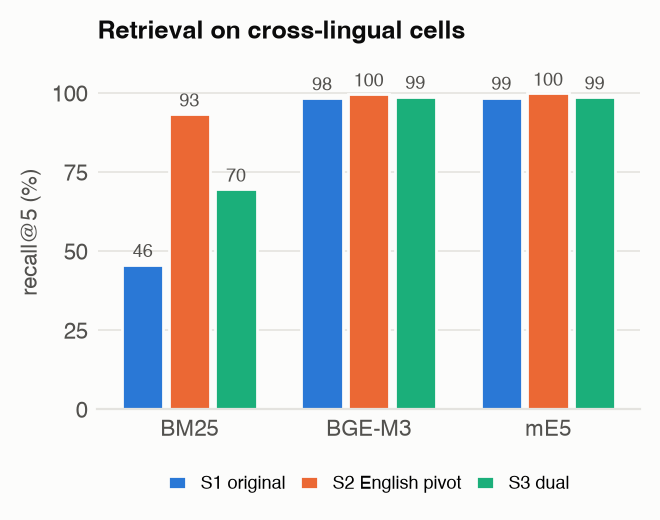 Retrieval on cross-lingual cells
recall@5 (%)
100
75
50
25
0
46
93
70
98
100
99
99
100
99
BM25
BGE-M3
mE5
S1 original
S2 English pivot
S3 dual